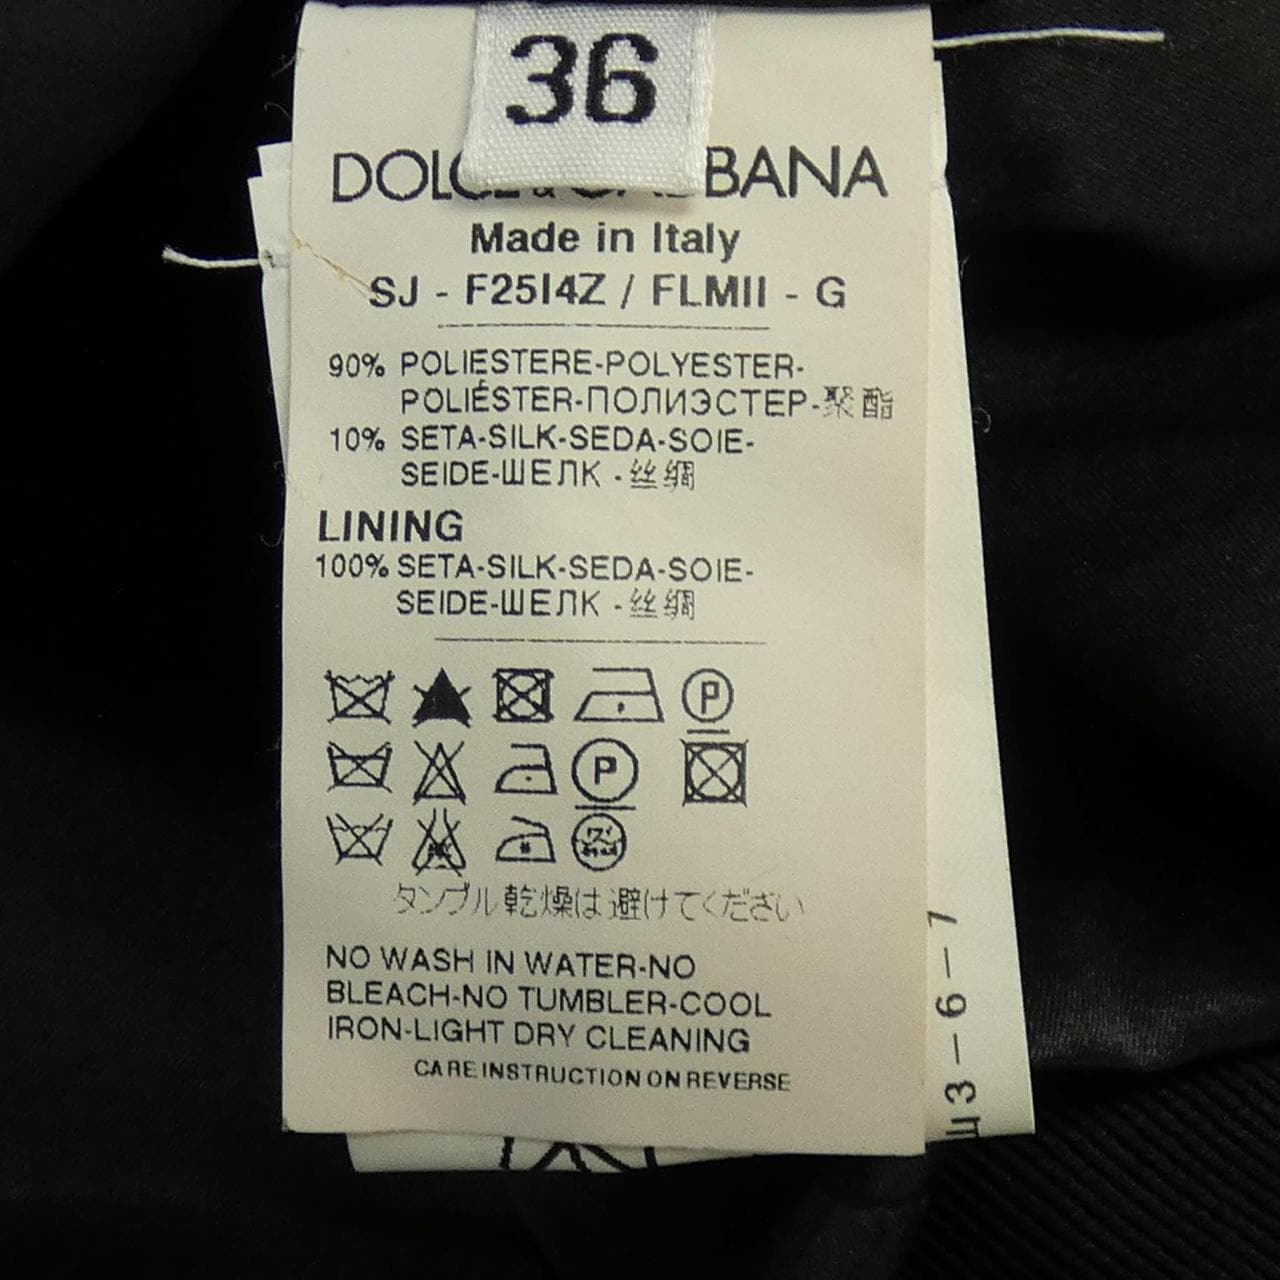 36
DOLCE & GABBANA
Made in Italy
SJ - F25I4Z / FLMII - G
90% POLIESTERE-POLYESTER-
POLIÉSTER-ПОЛИЭСТЕР-聚酯
10% SETA-SILK-SEDA-SOIE-
SEIDE-ШЕЛК -丝绸
LINING
100% SETA-SILK-SEDA-SOIE-
SEIDE-ШЕЛК -丝绸
P
P
タンブル乾燥は避けてください
NO WASH IN WATER-NO
BLEACH-NO TUMBLER-COOL
IRON-LIGHT DRY CLEANING
CARE INSTRUCTION ON REVERSE
3-6-7